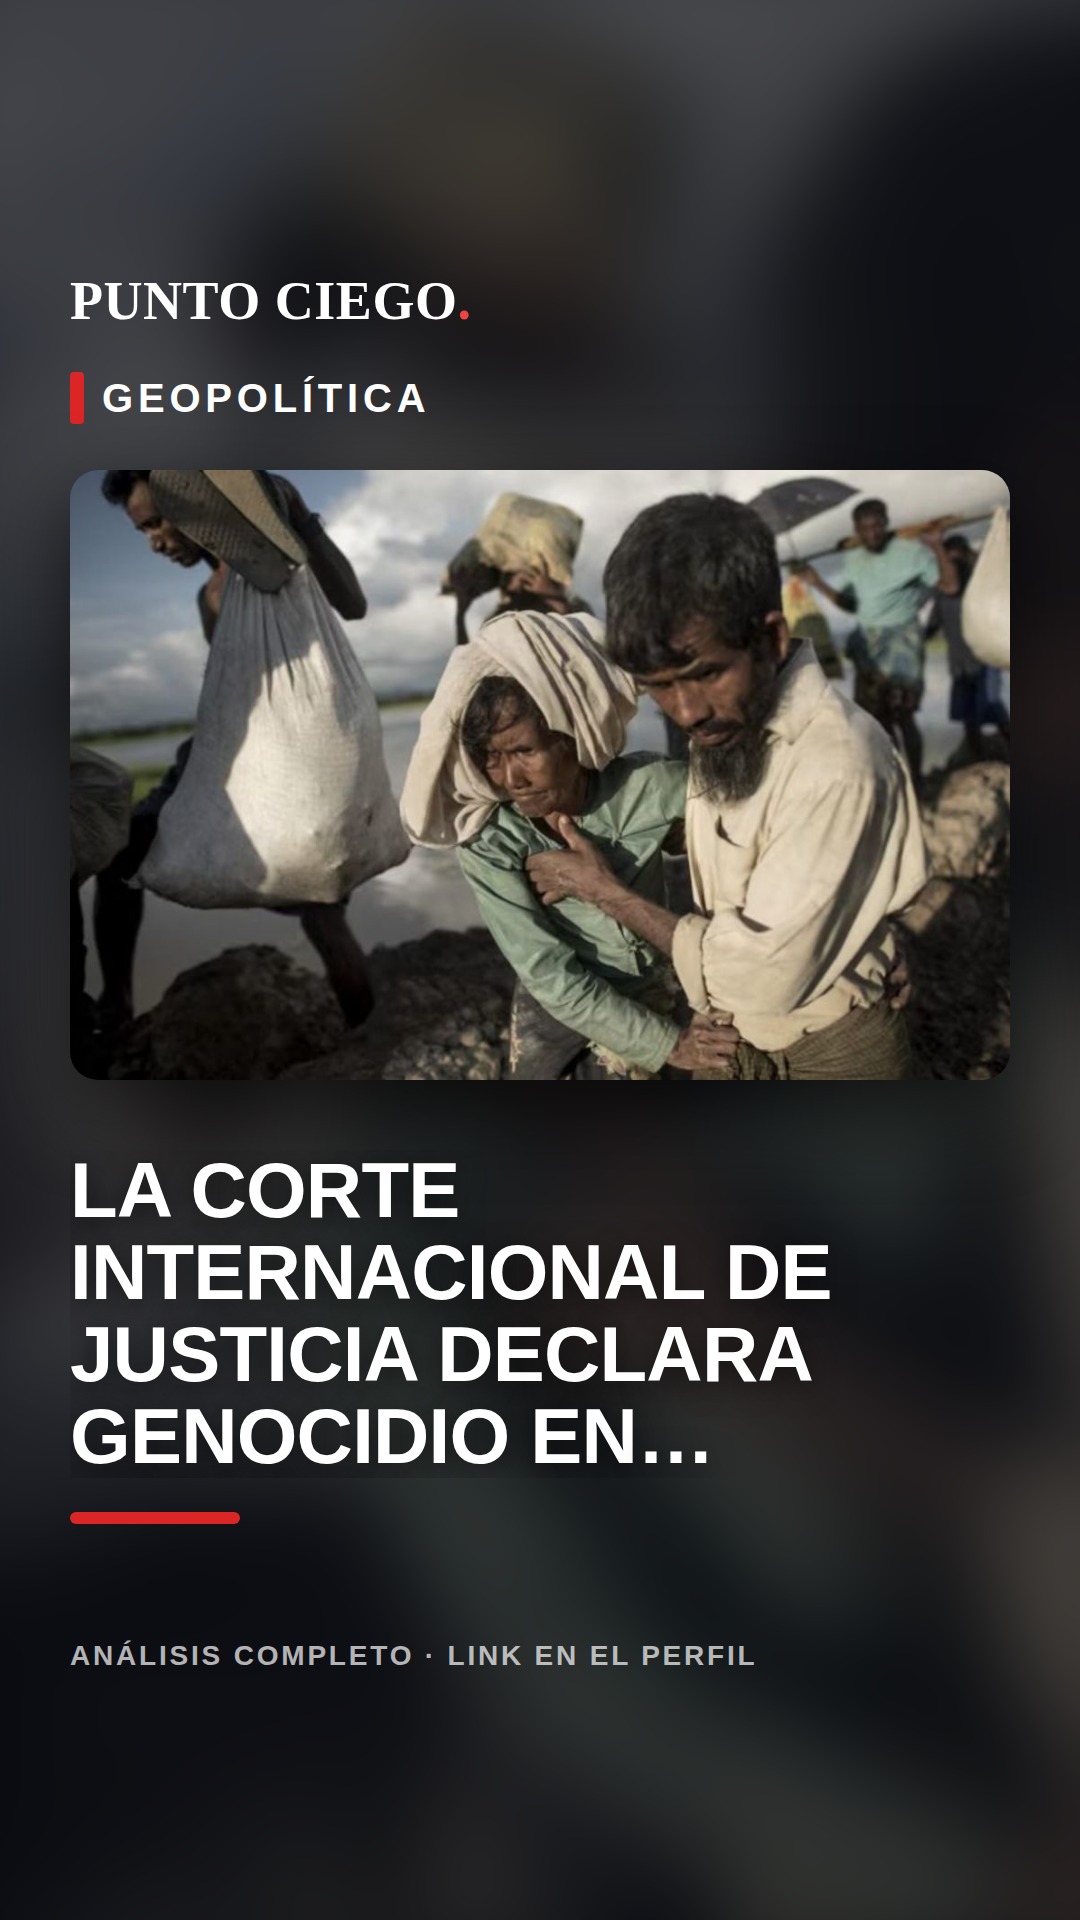 PUNTO CIEGO.
GEOPOLÍTICA
LA CORTE
INTERNACIONAL DE
JUSTICIA DECLARA
GENOCIDIO EN...
ANÁLISIS COMPLETO · LINK EN EL PERFIL